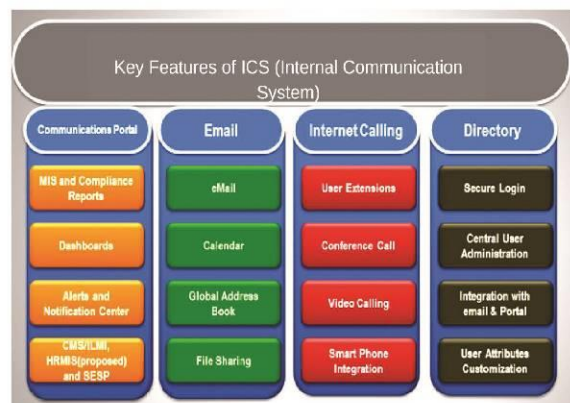 Key Features of ICS (Internal Communication
System)
Communications Portal
Email
Internet Calling
Directory
MIS and Compliance
Reports
eMail
User Extensions
Secure Login
Dashboards
Calendar
Conference Call
Central User
Administration
Alerts and
Notification Center
Global Address
Book
Video Calling
Integration with
email & Portal
CMS/ILMI,
HRMIS(proposed)
and SESP
File Sharing
Smart Phone
Integration
User Attributes
Customization